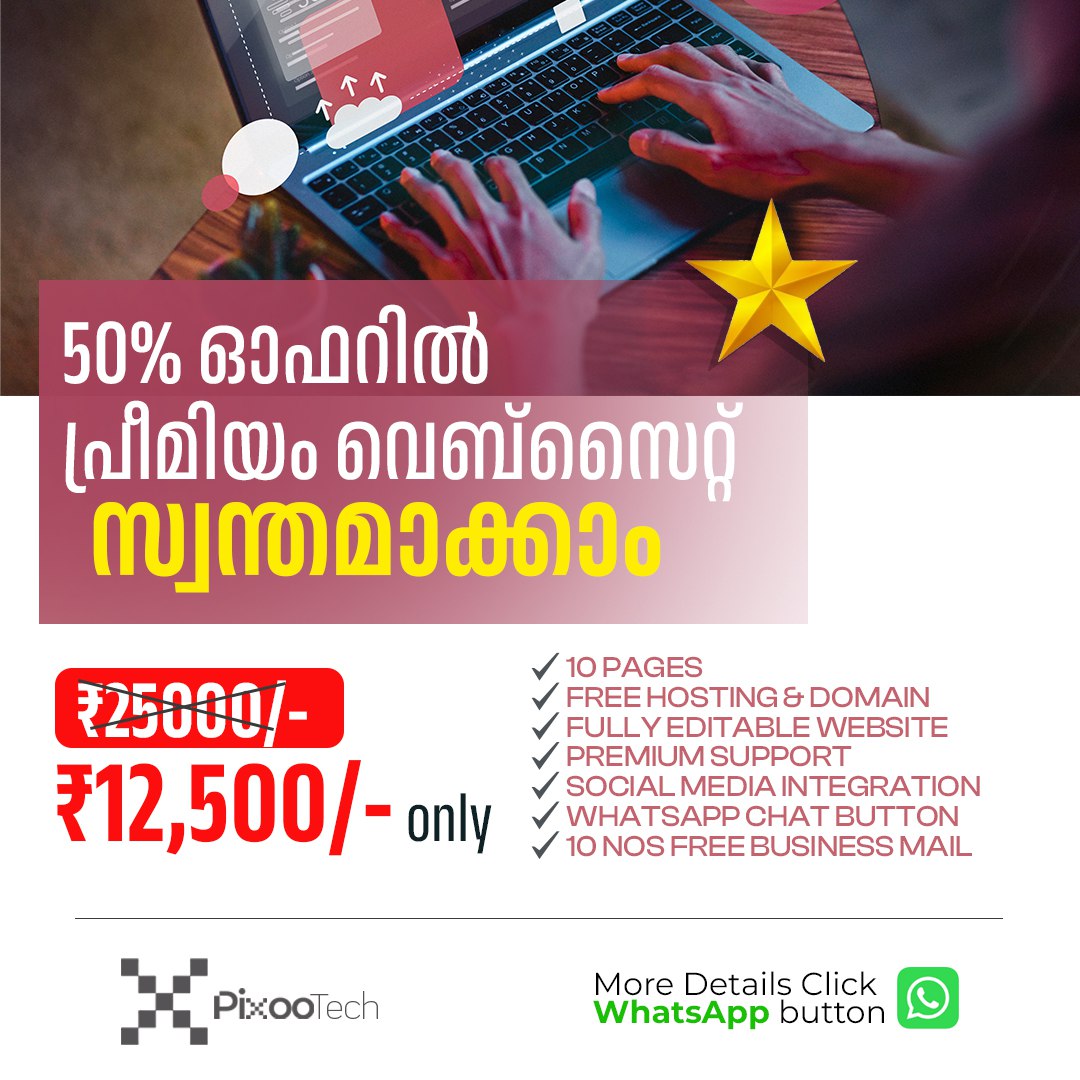 50% ഓഫറിൽ
പ്രീമിയം വെബ്സൈറ്റ്
സ്വന്തമാക്കാം
₹25000/-
₹12,500/- only
10 PAGES
FREE HOSTING & DOMAIN
FULLY EDITABLE WEBSITE
PREMIUM SUPPORT
SOCIAL MEDIA INTEGRATION
WHATSAPP CHAT BUTTON
10 NOS FREE BUSINESS MAIL
PixooTech
More Details Click
WhatsApp button